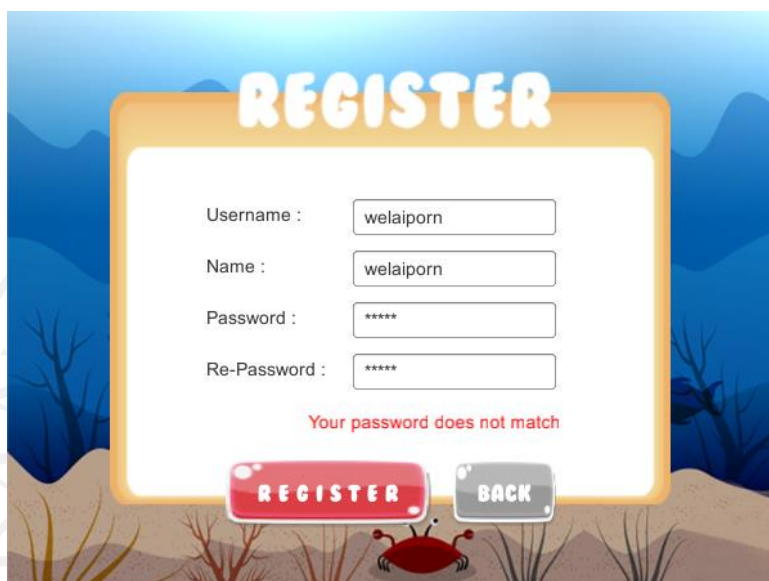 REGISTER
Username : welaiporn
Name : welaiporn
Password : *****
Re-Password : *****
Your password does not match
REGISTER BACK